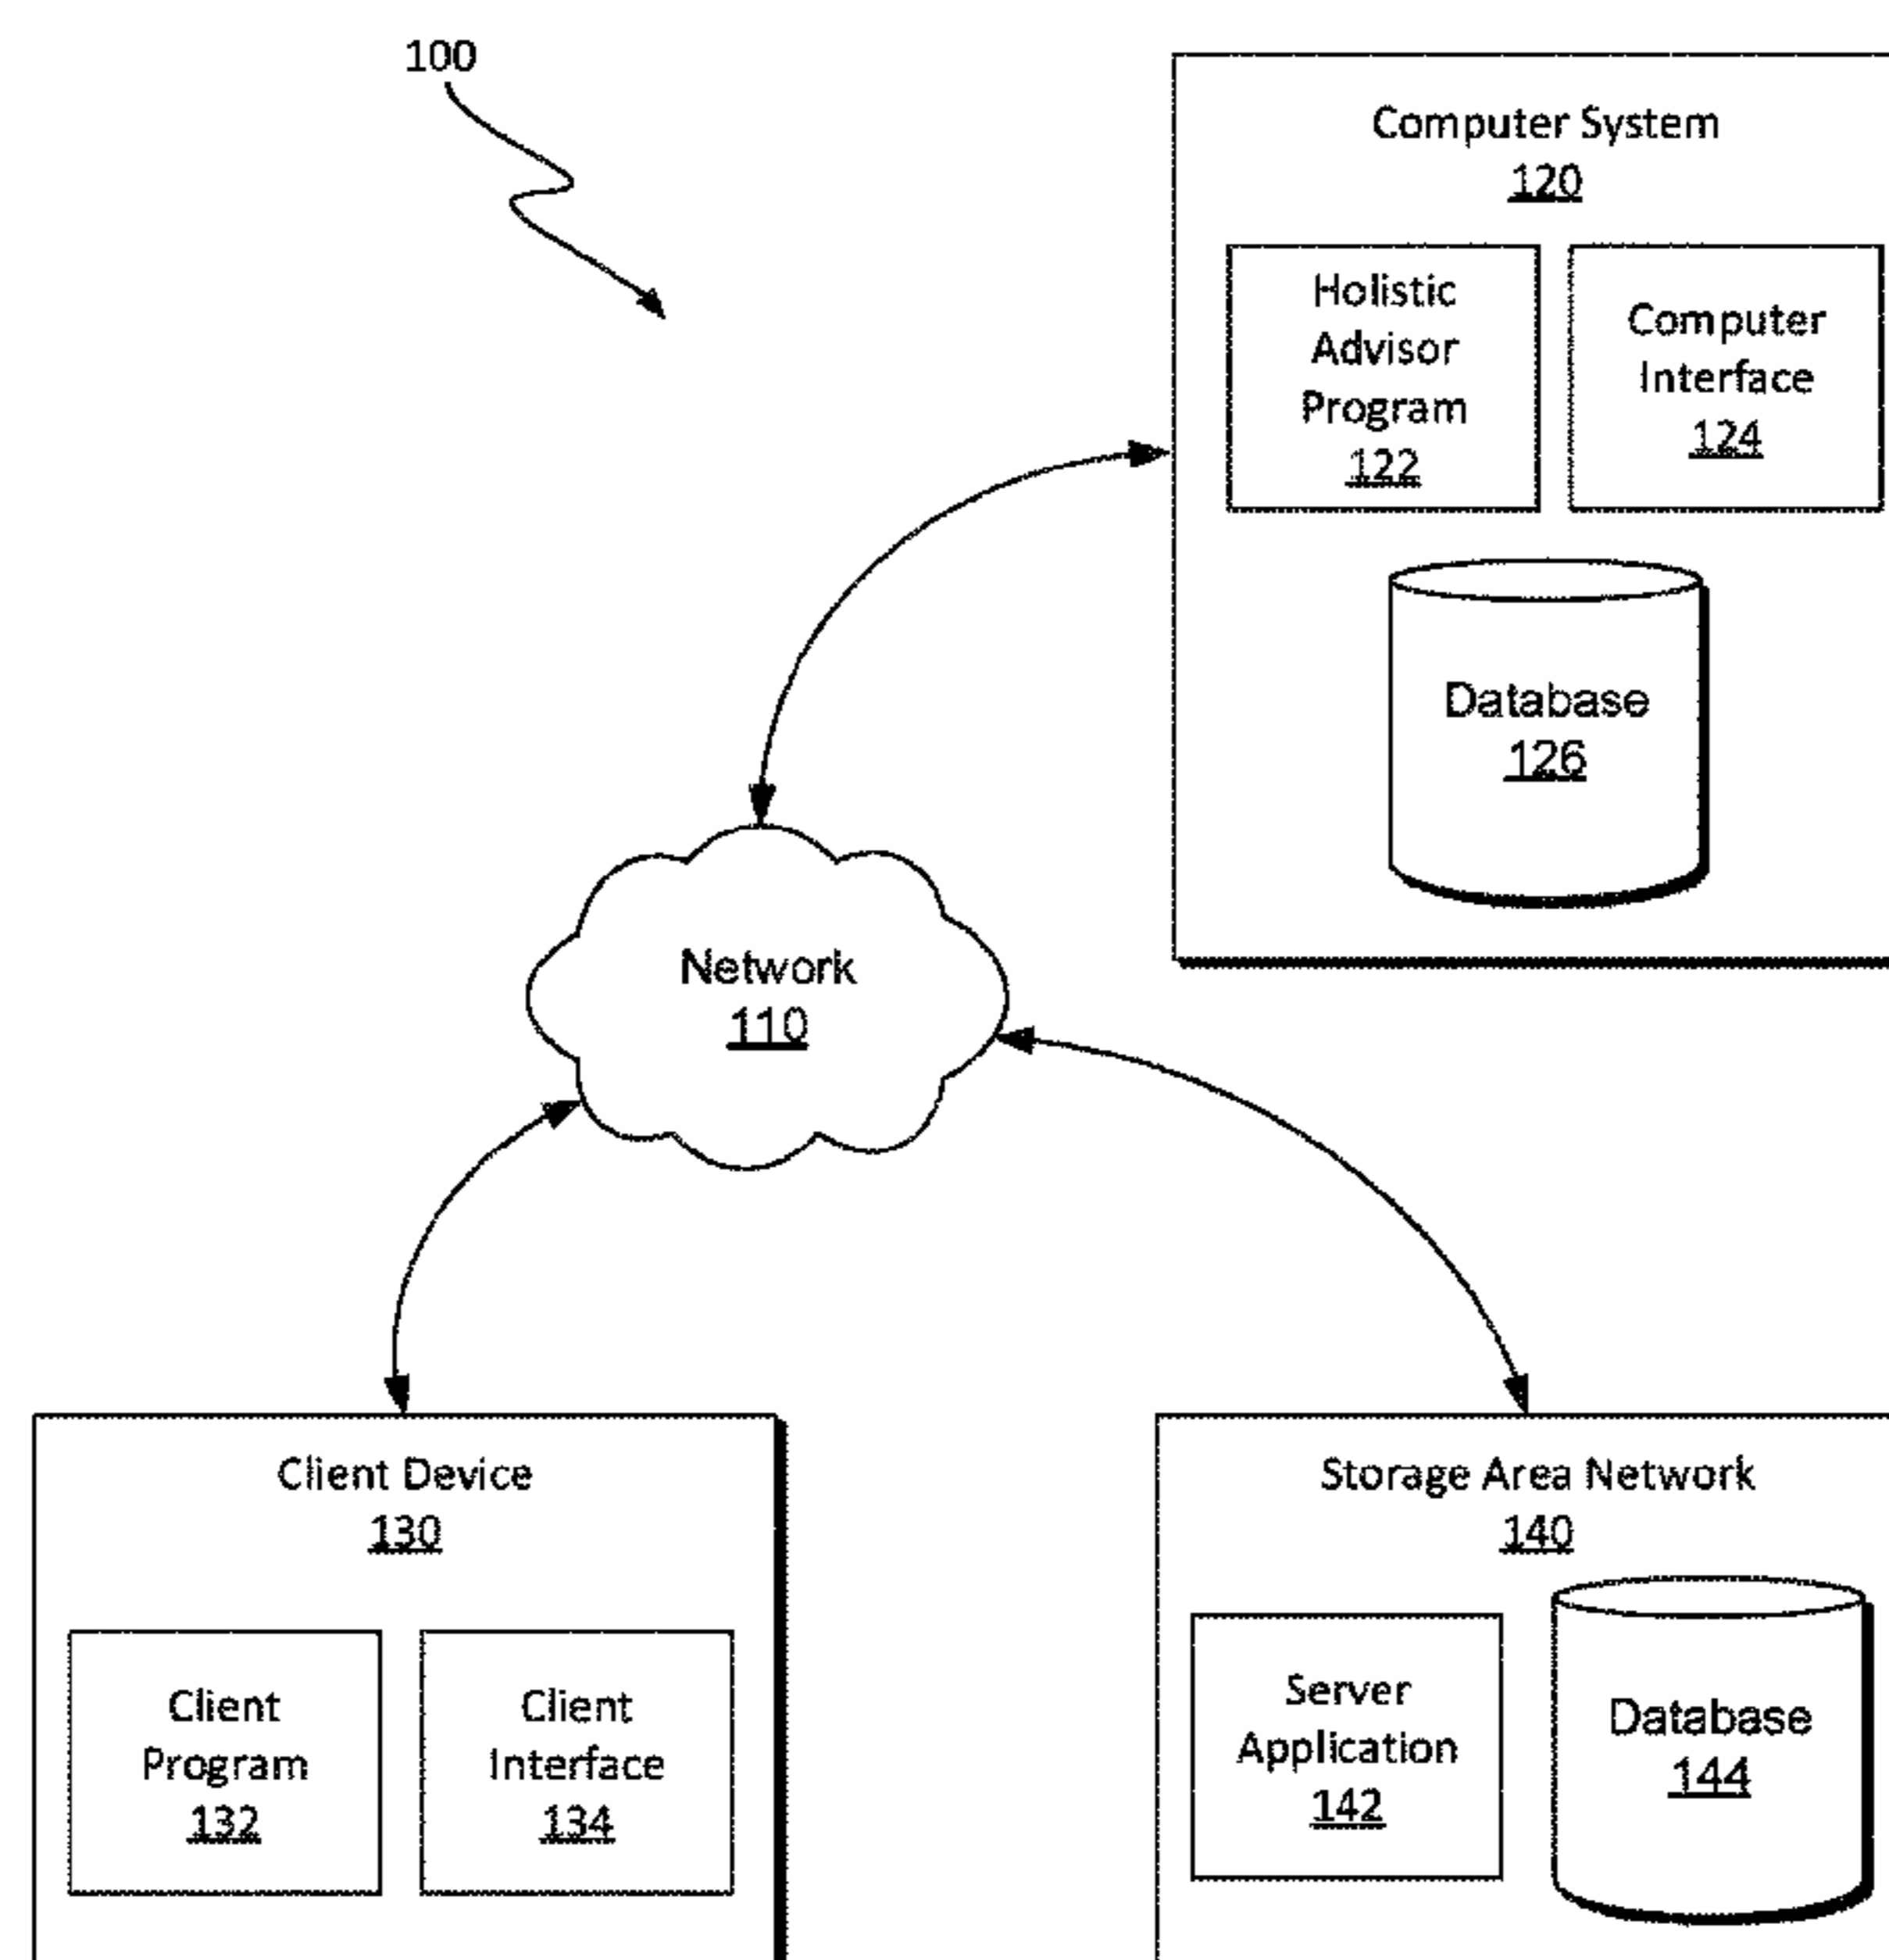 100
Computer System
120
Holistic
Advisor
Program
122
Computer
Interface
124
Database
126
Network
110
Client Device
130
Client
Program
132
Client
Interface
134
Storage Area Network
140
Server
Application
142
Database
144